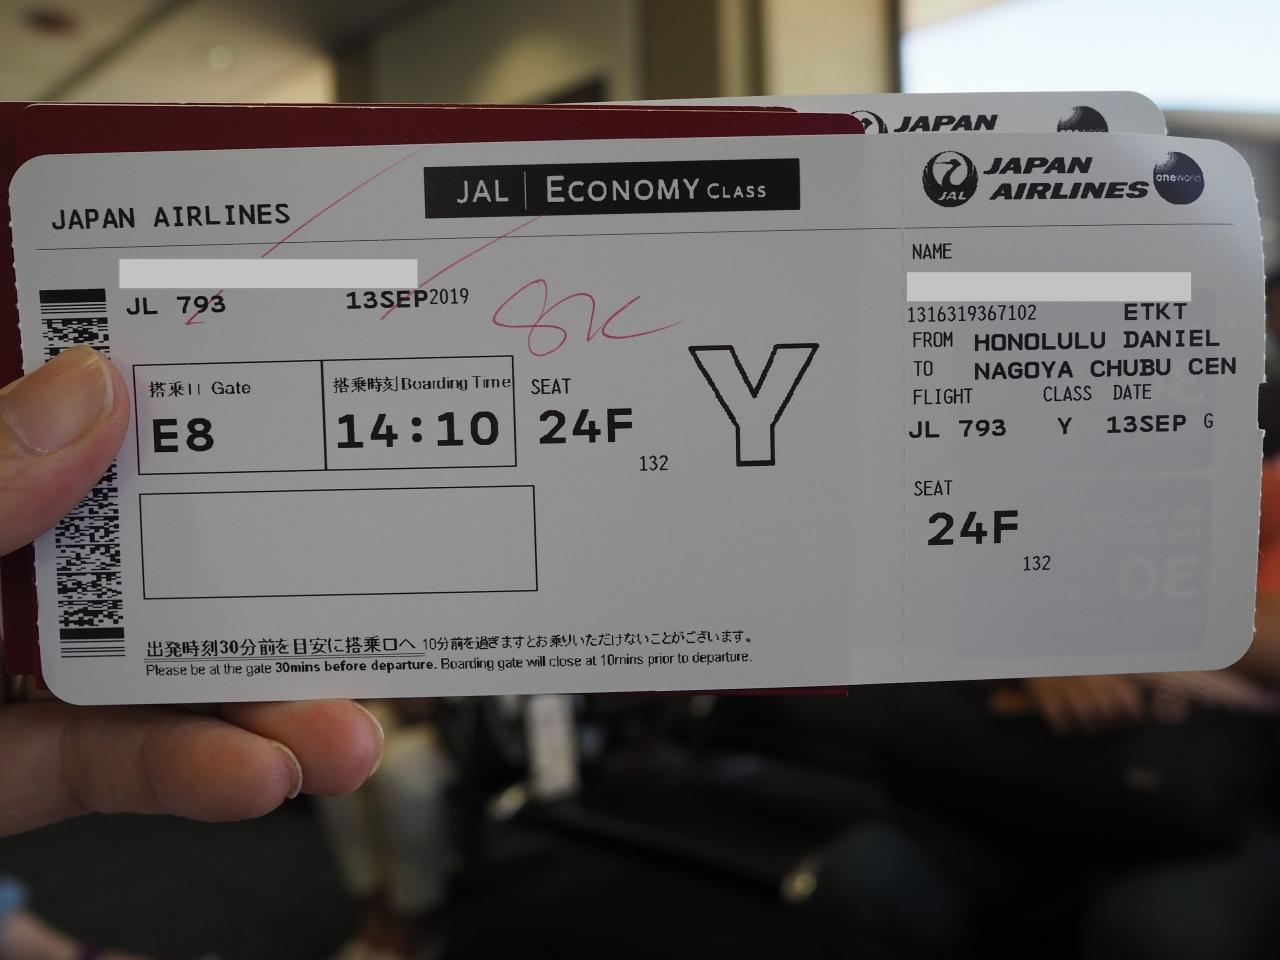 JAPAN
JAPAN AIRLINES
JAL ECONOMY CLASS
JL 793 13SEP2019
搭乗口 Gate
E8
搭乗時刻 Boarding Time
14:10
SEAT
24F
132
Y
出発時刻30分前を目安に搭乗口へ 10分前を過ぎますとお乗りいただけないことがございます。
Please be at the gate 30mins before departure. Boarding gate will close at 10mins prior to departure.
JAL
JAPAN
AIRLINES
oneworld
NAME
1316319367102 ETKT
FROM HONOLULU DANIEL
TO NAGOYA CHUBU CEN
FLIGHT CLASS DATE
JL 793 Y 13SEP G
SEAT
24F
132